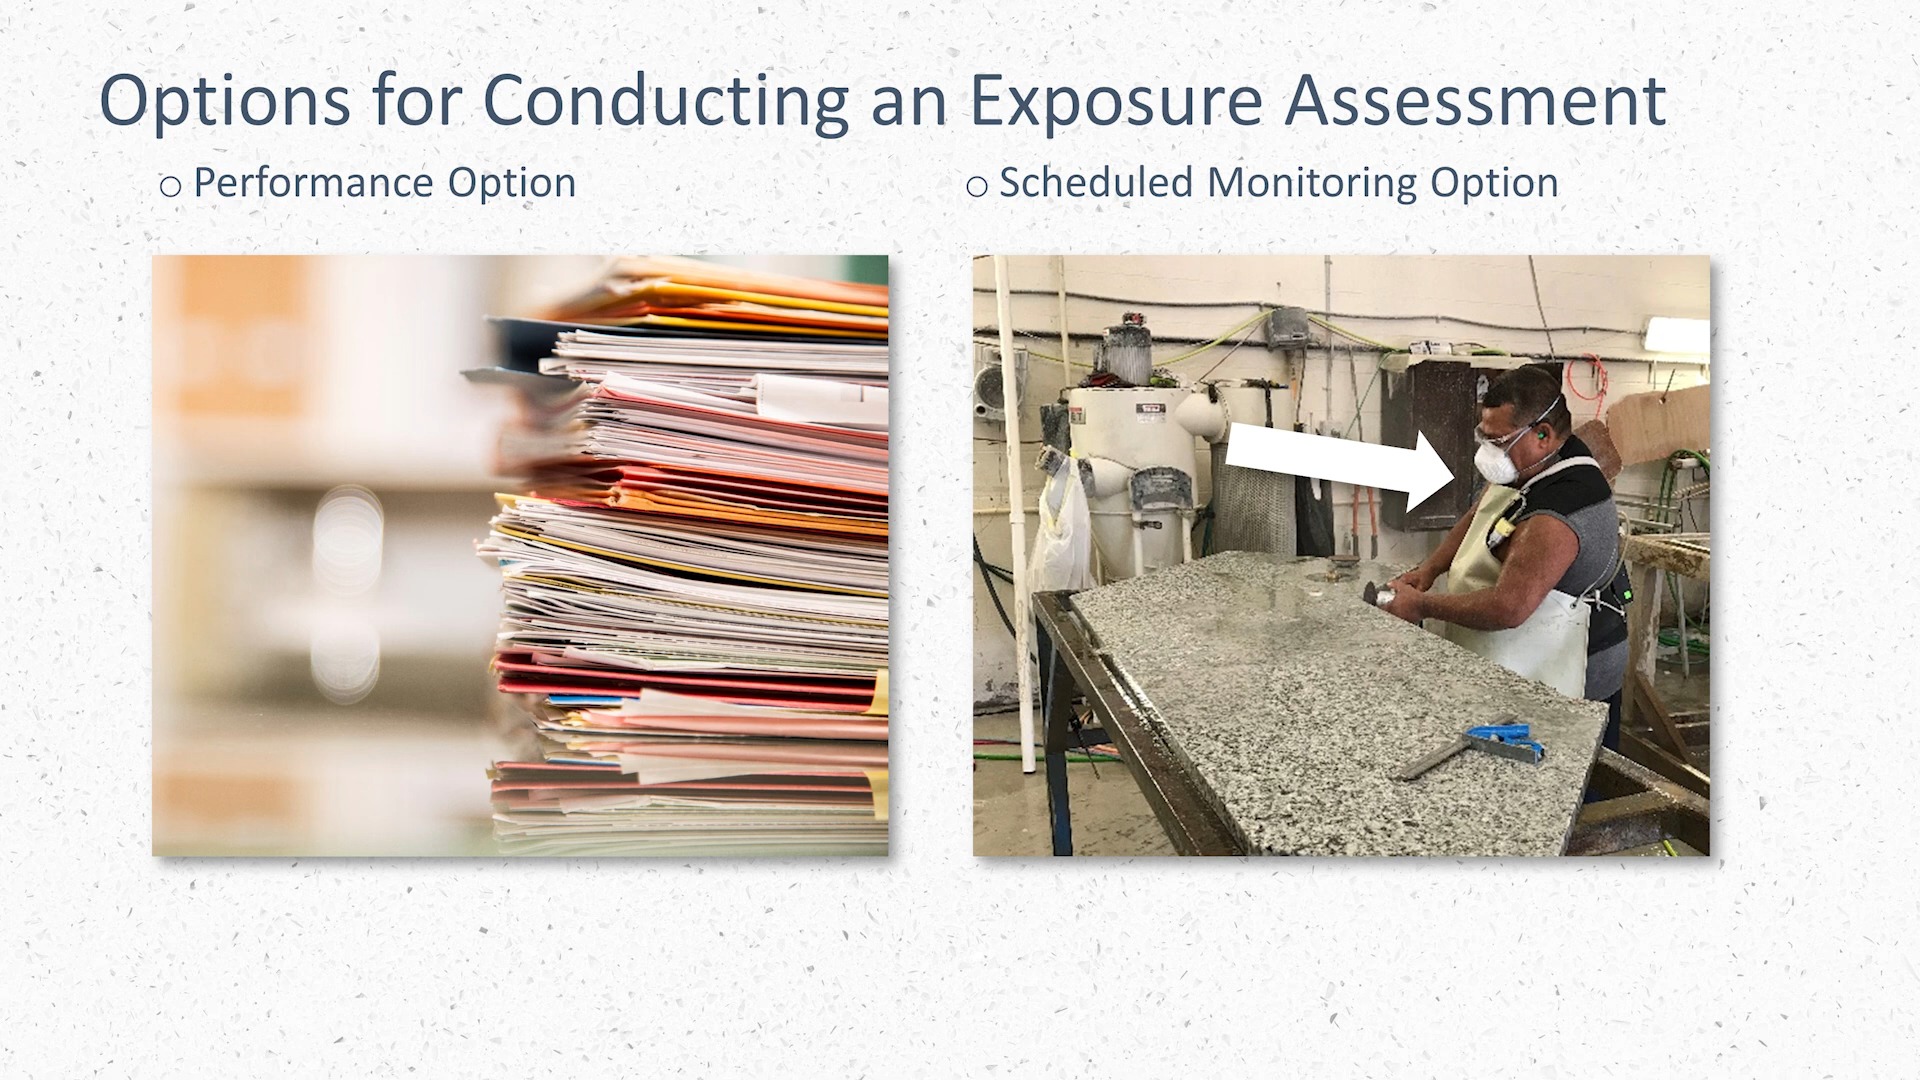 Options for Conducting an Exposure Assessment
○ Performance Option
○ Scheduled Monitoring Option